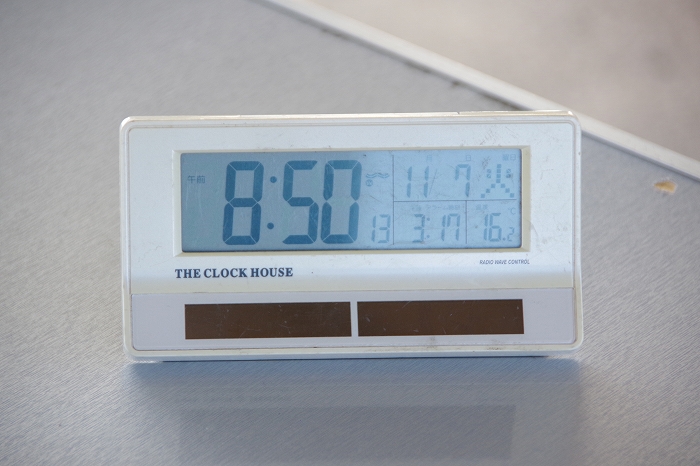 午前 8:50 13
11/7 火
3:17 16.2
RADIO WAVE CONTROL
THE CLOCK HOUSE